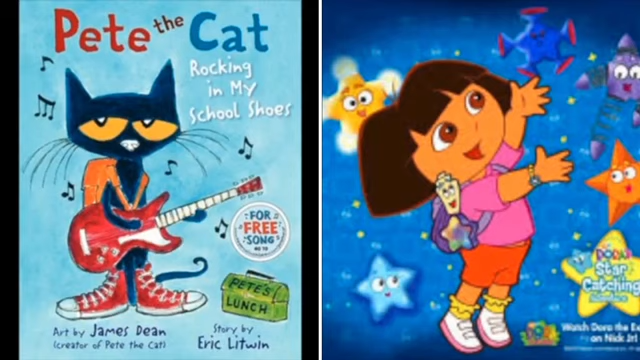 Pete the Cat
Rocking
in My
School Shoes
FOR
FREE
SONG
PETE'S
LUNCH
Art by James Dean
(creator of Pete the Cat)
Story by
Eric Litwin
DORA
Star
Catching
Watch Dora the Ex
on Nick Jr!